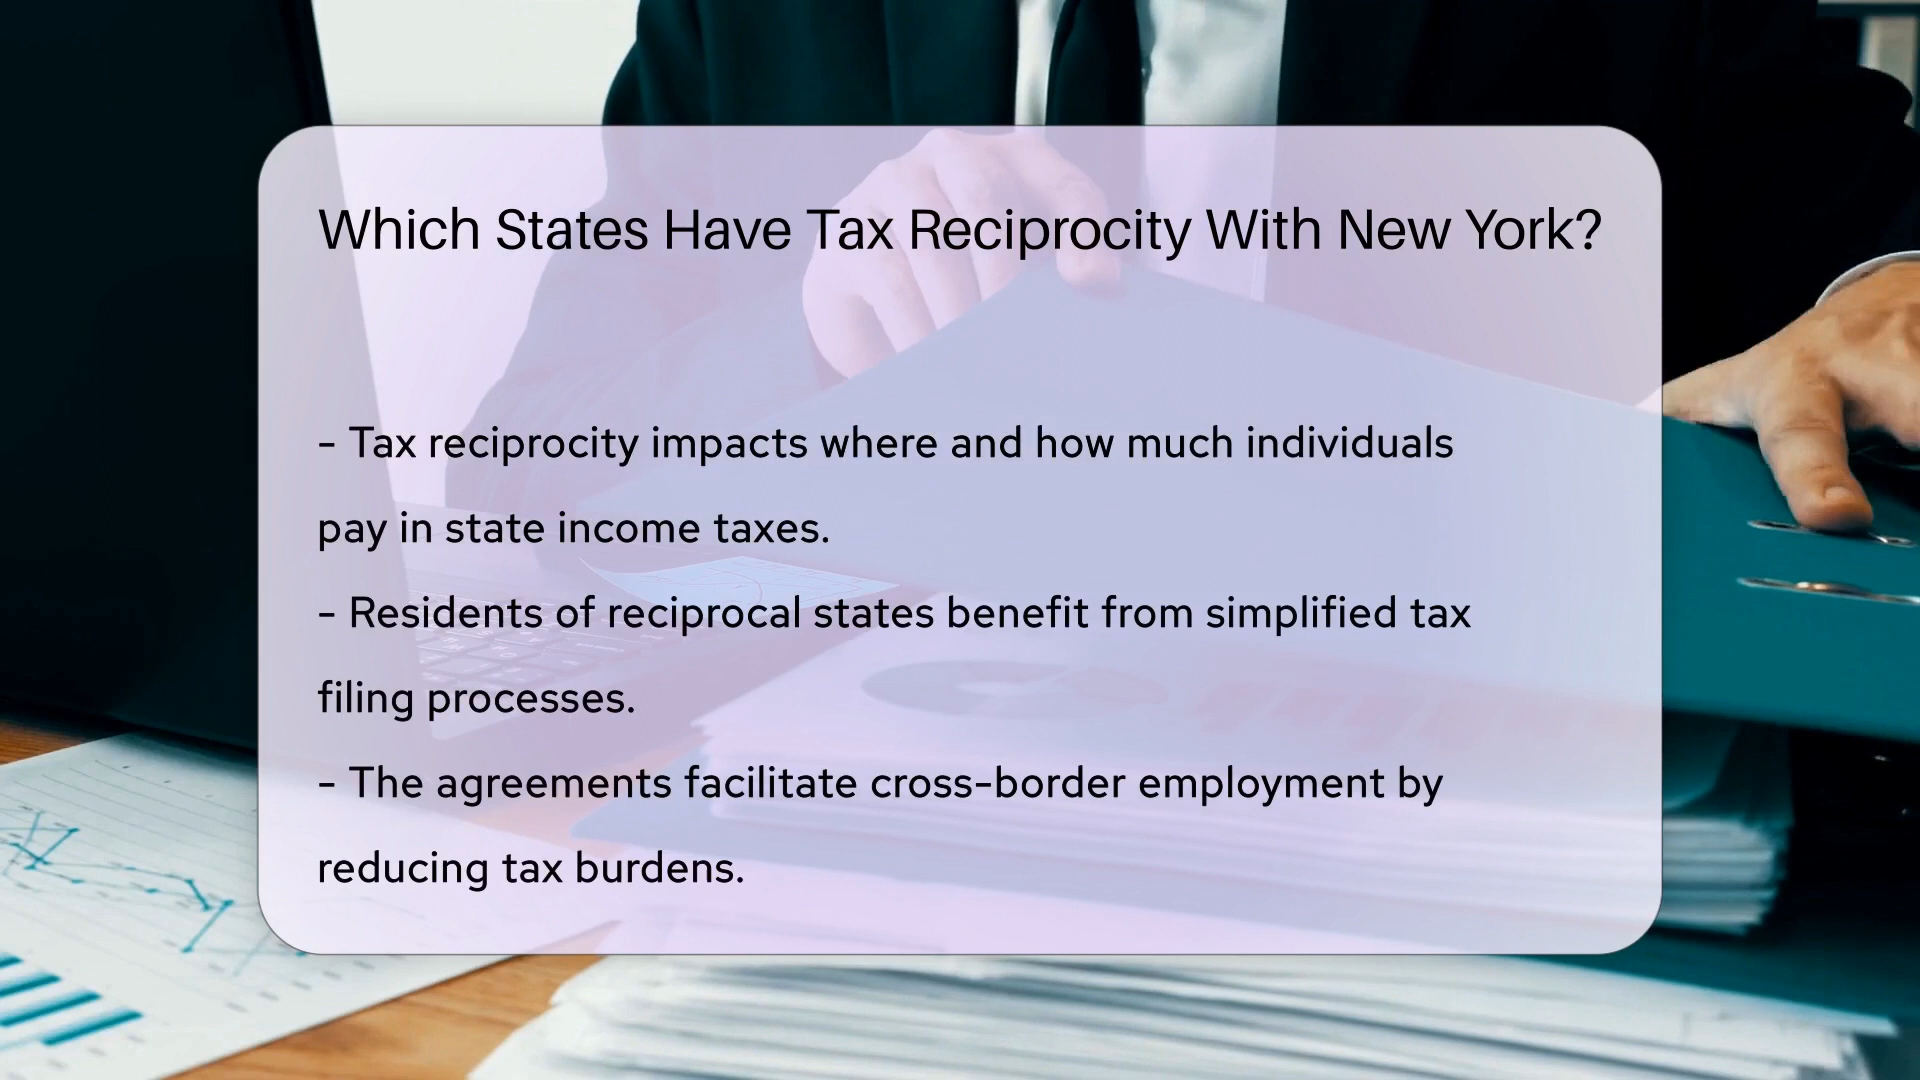 Which States Have Tax Reciprocity With New York?
- Tax reciprocity impacts where and how much individuals
pay in state income taxes.
- Residents of reciprocal states benefit from simplified tax
filing processes.
- The agreements facilitate cross-border employment by
reducing tax burdens.